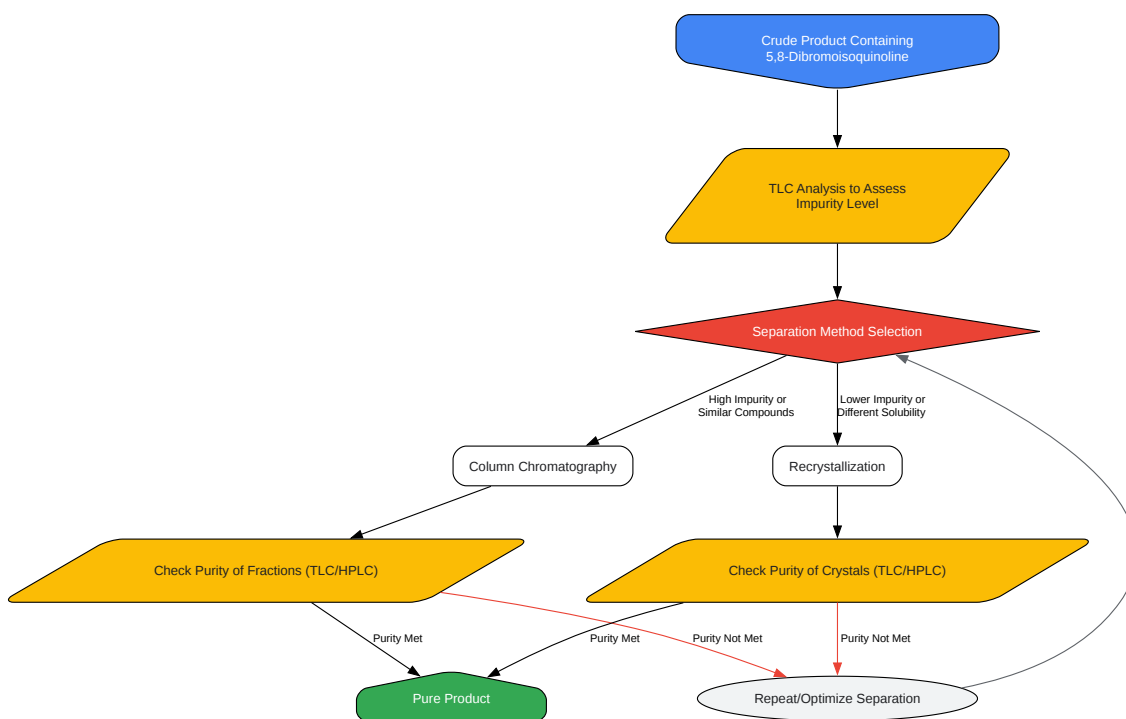 Crude Product Containing
5,8-Dibromoisoquinoline
TLC Analysis to Assess
Impurity Level
Separation Method Selection
High Impurity or
Similar Compounds
Lower Impurity or
Different Solubility
Column Chromatography
Recrystallization
Check Purity of Fractions (TLC/HPLC)
Check Purity of Crystals (TLC/HPLC)
Purity Met
Purity Met
Purity Not Met
Purity Not Met
Pure Product
Repeat/Optimize Separation